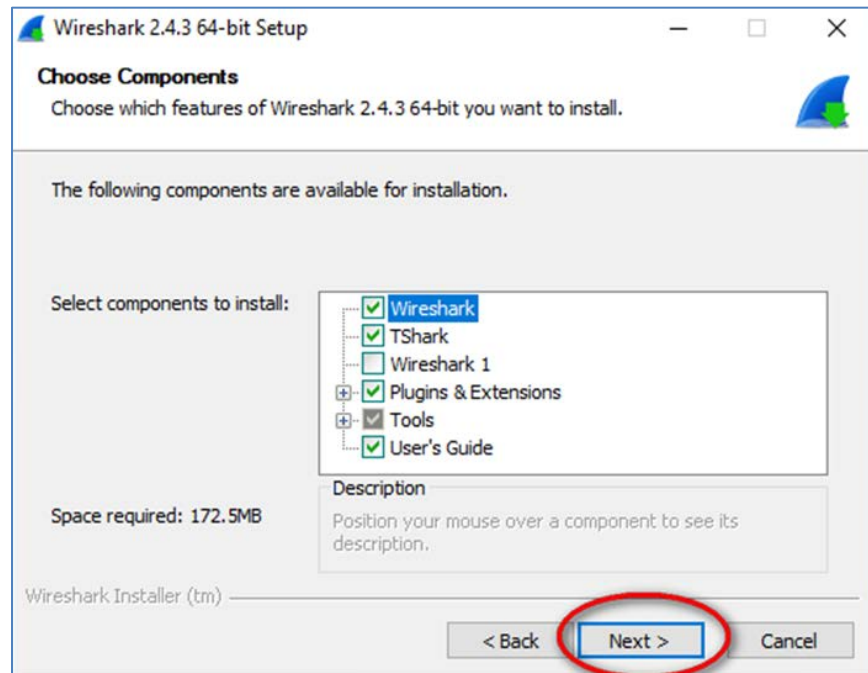 Wireshark 2.4.3 64-bit Setup
Choose Components
Choose which features of Wireshark 2.4.3 64-bit you want to install.
The following components are available for installation.
Select components to install:
Wireshark
TShark
Wireshark 1
Plugins & Extensions
Tools
User's Guide
Space required: 172.5MB
Description
Position your mouse over a component to see its
description.
Wireshark Installer (tm)
< Back
Next >
Cancel